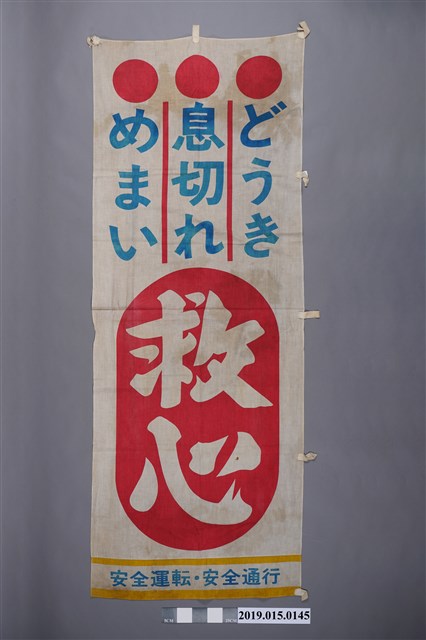 どうき
息切れ
めまい
救心
安全運転・安全通行
2019.015.0145